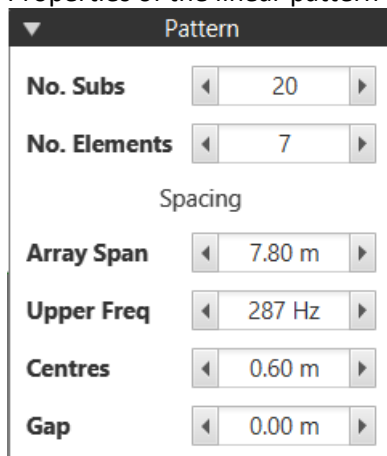 Properties of the linear pattern
Pattern
No. Subs 20
No. Elements 7
Spacing
Array Span 7.80 m
Upper Freq 287 Hz
Centres 0.60 m
Gap 0.00 m